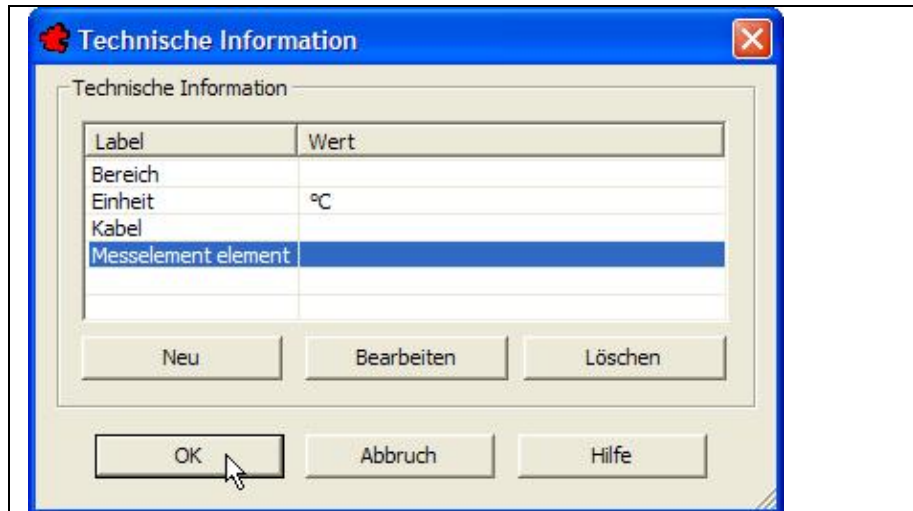 Technische Information
Technische Information
Label Wert
Bereich
Einheit °C
Kabel
Messelement element
Neu Bearbeiten Löschen
OK Abbruch Hilfe